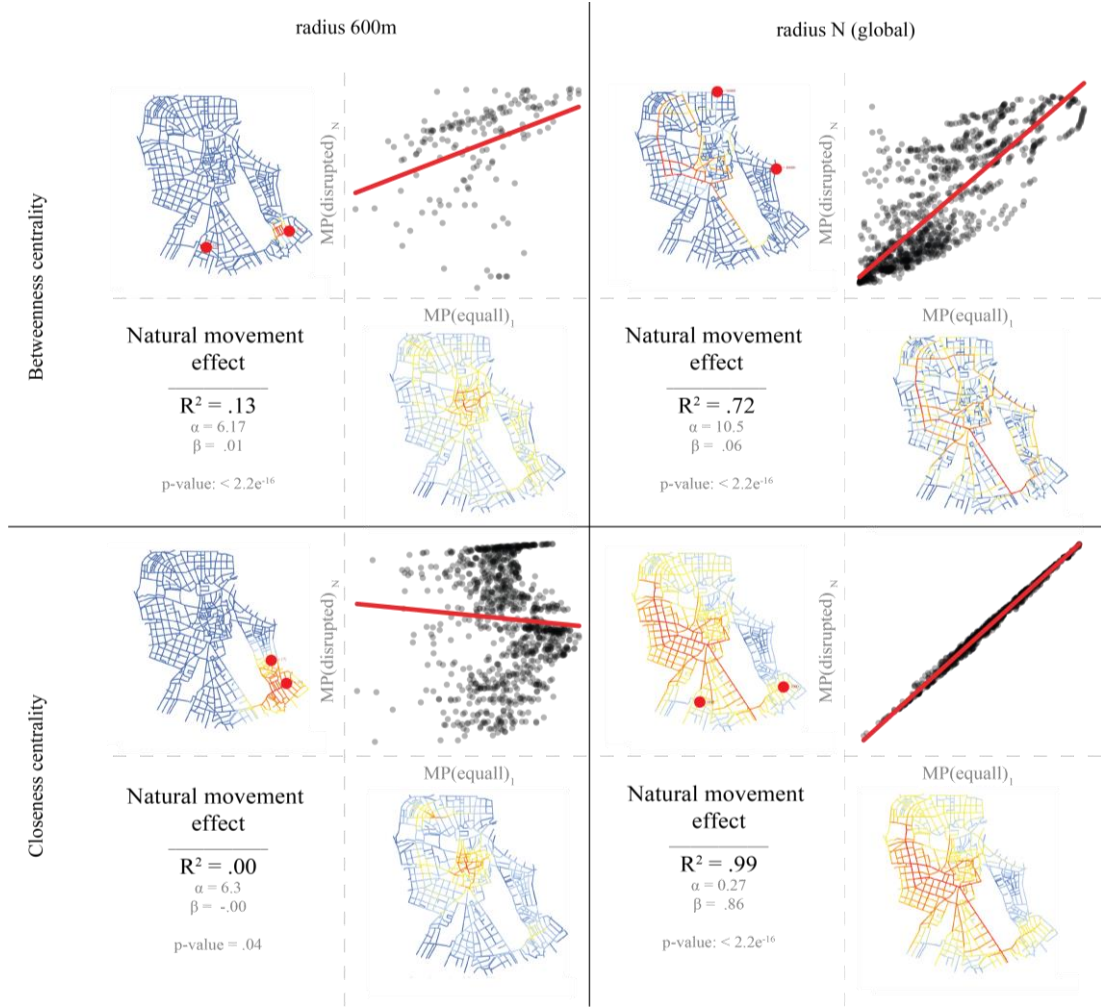 radius 600m
radius N (global)
Betweenness centrality
MP(disrupted)N
MP(disrupted)N
MP(equall)1
MP(equall)1
Natural movement
effect
R² = .13
α = 6.17
β = .01
p-value: < 2.2e-16
Natural movement
effect
R² = .72
α = 10.5
β = .06
p-value: < 2.2e-16
Closeness centrality
MP(disrupted)N
MP(disrupted)N
MP(equall)1
MP(equall)1
Natural movement
effect
R² = .00
α = 6.3
β = -.00
p-value = .04
Natural movement
effect
R² = .99
α = 0.27
β = .86
p-value: < 2.2e-16